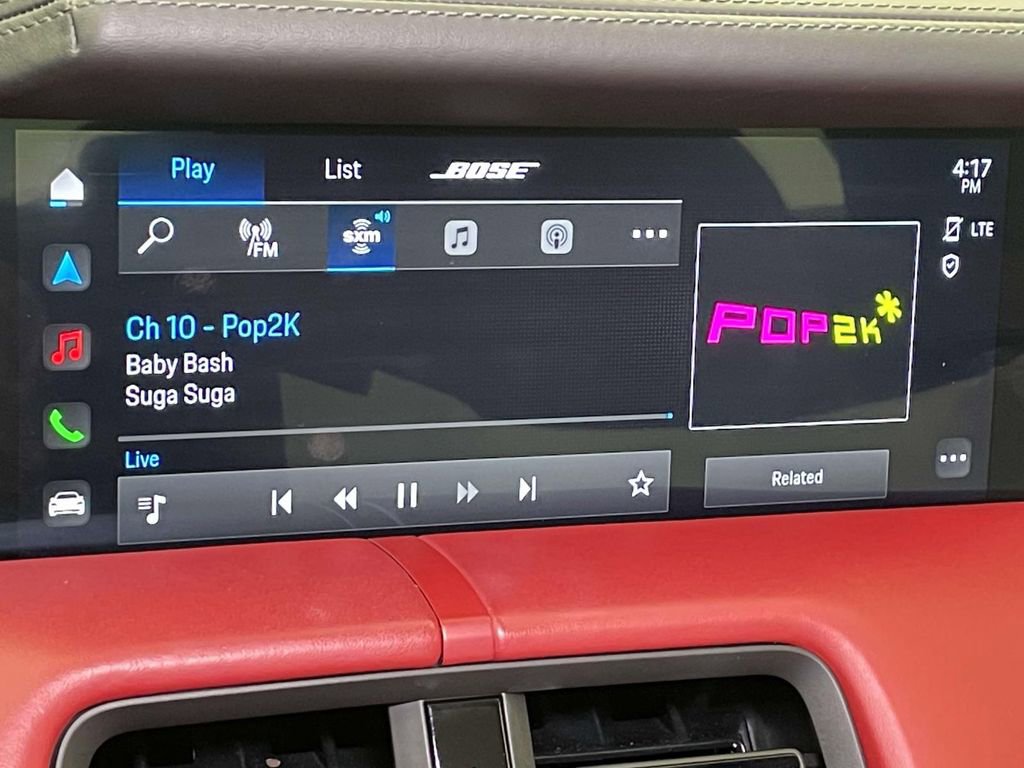 Play
List
BOSE
4:17
PM
FM
sxm
LTE
Ch 10 - Pop2K
Baby Bash
Suga Suga
POP2K*
Live
Related